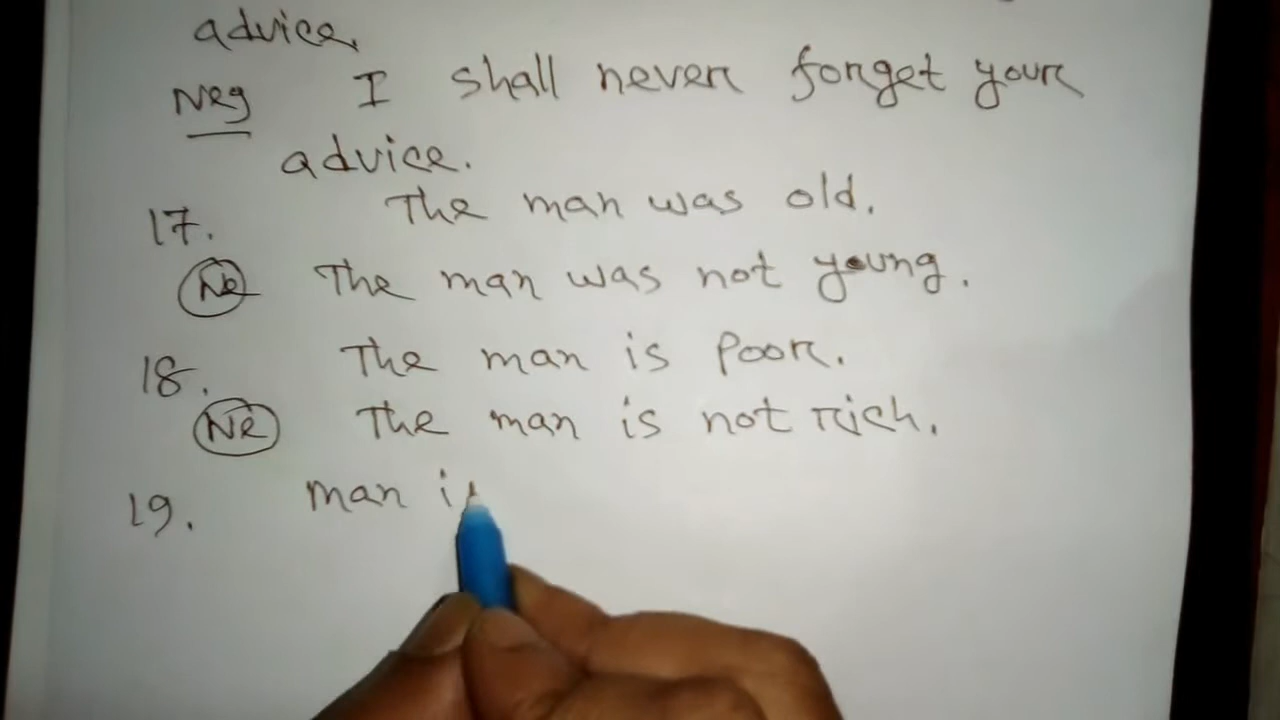 advice.
Neg I shall never forget your
advice.
17. The man was old.
Ne The man was not young.
18. The man is poor.
Ne The man is not rich.
19. man i